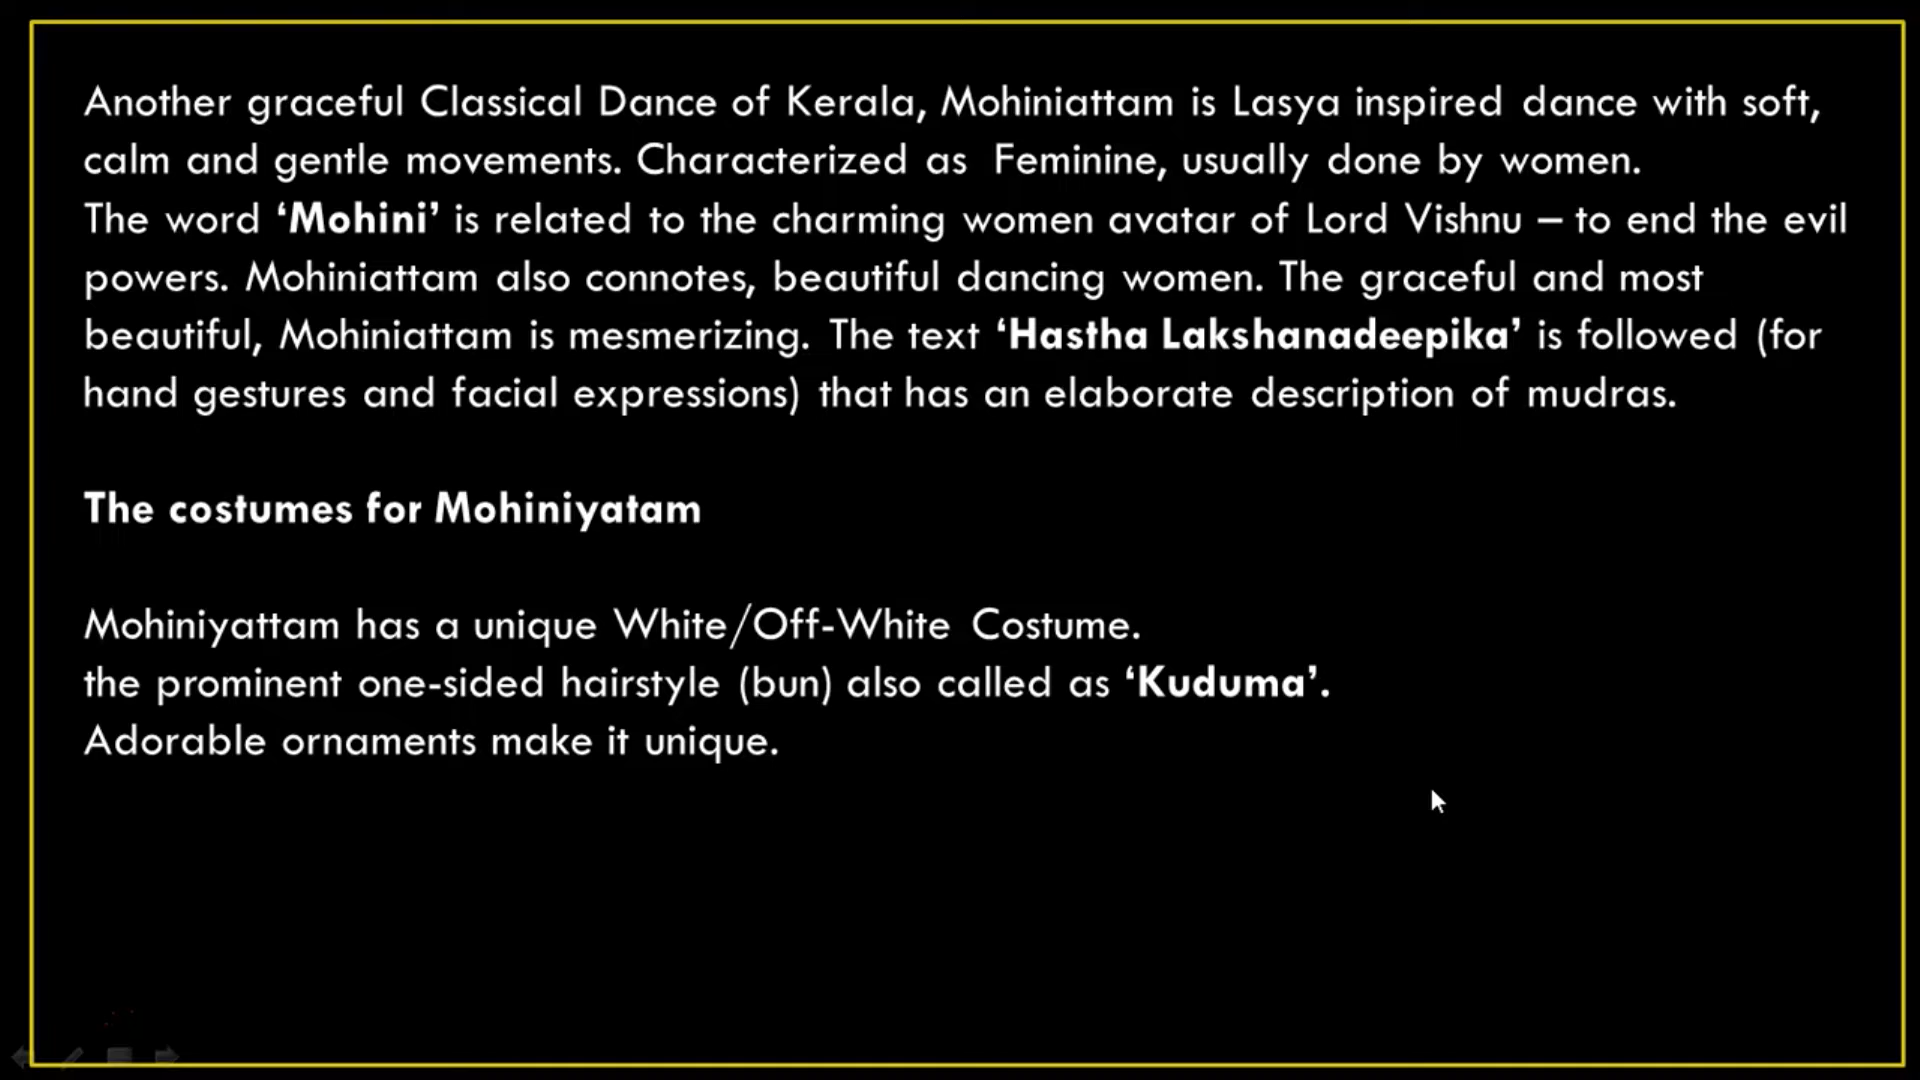 Another graceful Classical Dance of Kerala, Mohiniattam is Lasya inspired dance with soft,
calm and gentle movements. Characterized as Feminine, usually done by women.
The word ‘Mohini’ is related to the charming women avatar of Lord Vishnu – to end the evil
powers. Mohiniattam also connotes, beautiful dancing women. The graceful and most
beautiful, Mohiniattam is mesmerizing. The text ‘Hastha Lakshanadeepika’ is followed (for
hand gestures and facial expressions) that has an elaborate description of mudras.
The costumes for Mohiniyatam
Mohiniyattam has a unique White/Off-White Costume.
the prominent one-sided hairstyle (bun) also called as ‘Kuduma’.
Adorable ornaments make it unique.